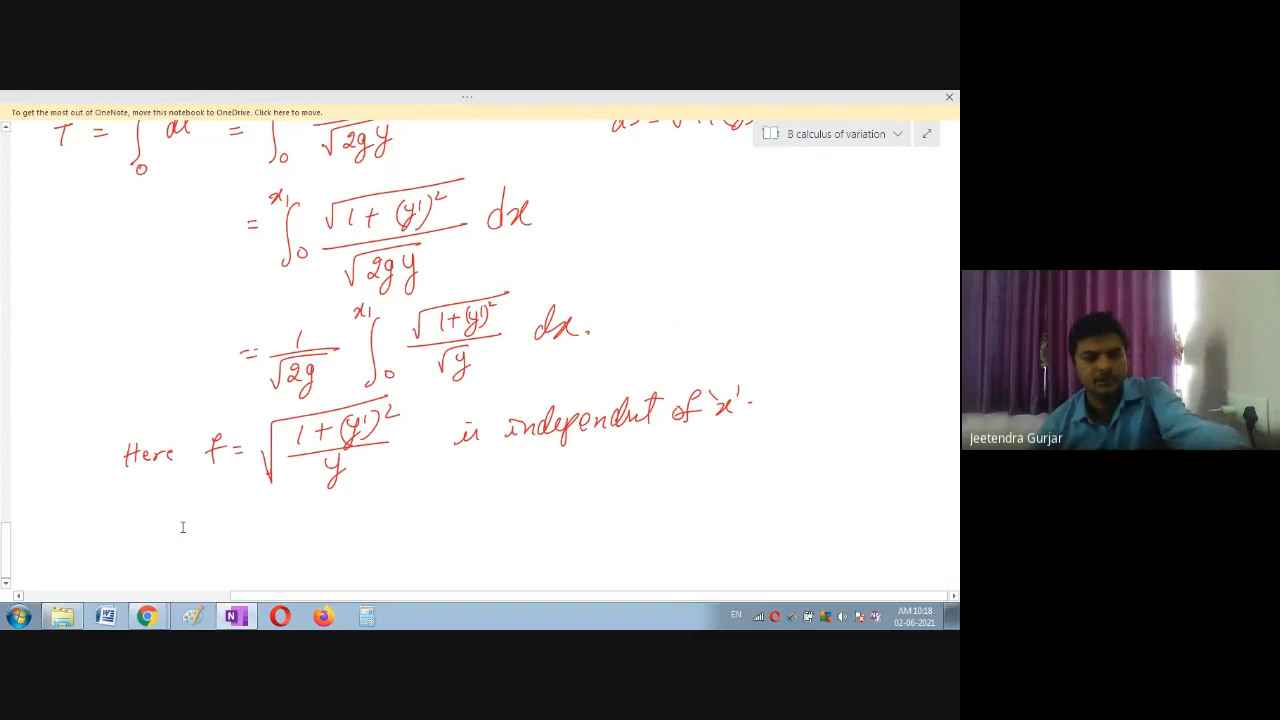 To get the most out of OneNote, move this notebook to OneDrive. Click here to move.
B calculus of variation
T = ∫₀ dt = ∫₀ / √2gy
= ∫₀^x₁ √1 + (y')² / √2gy dx
= 1/√2g ∫₀^x₁ √1+(y')² / √y dx.
Here f = √(1 + (y')² / y) is independent of 'x'.
Jeetendra Gurjar
EN
AM 10:18
02-06-2021